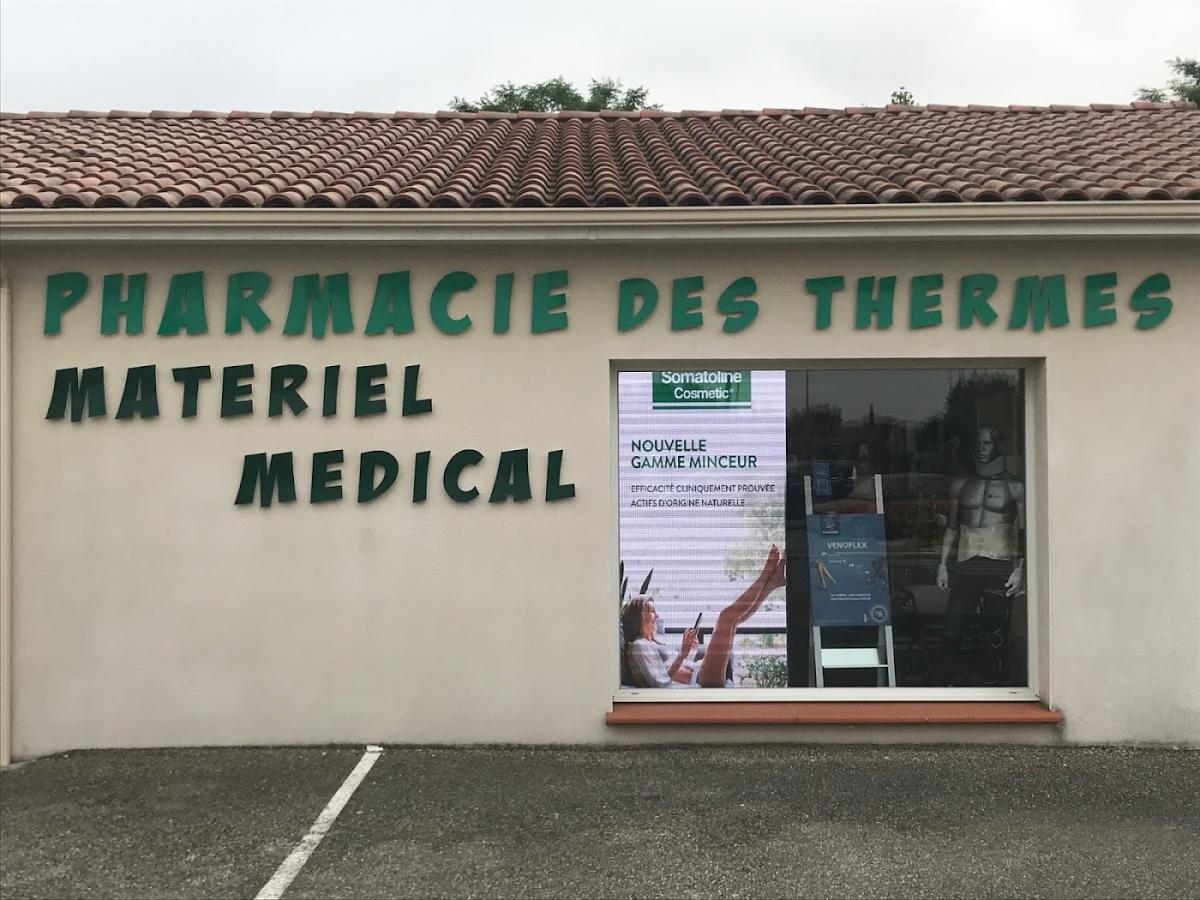 PHARMACIE DES THERMES
MATERIEL
MEDICAL
Somatoline
Cosmetic
NOUVELLE
GAMME MINCEUR
EFFICACITÉ CLINIQUEMENT PROUVÉE
ACTIFS D'ORIGINE NATURELLE
VENOFLEX